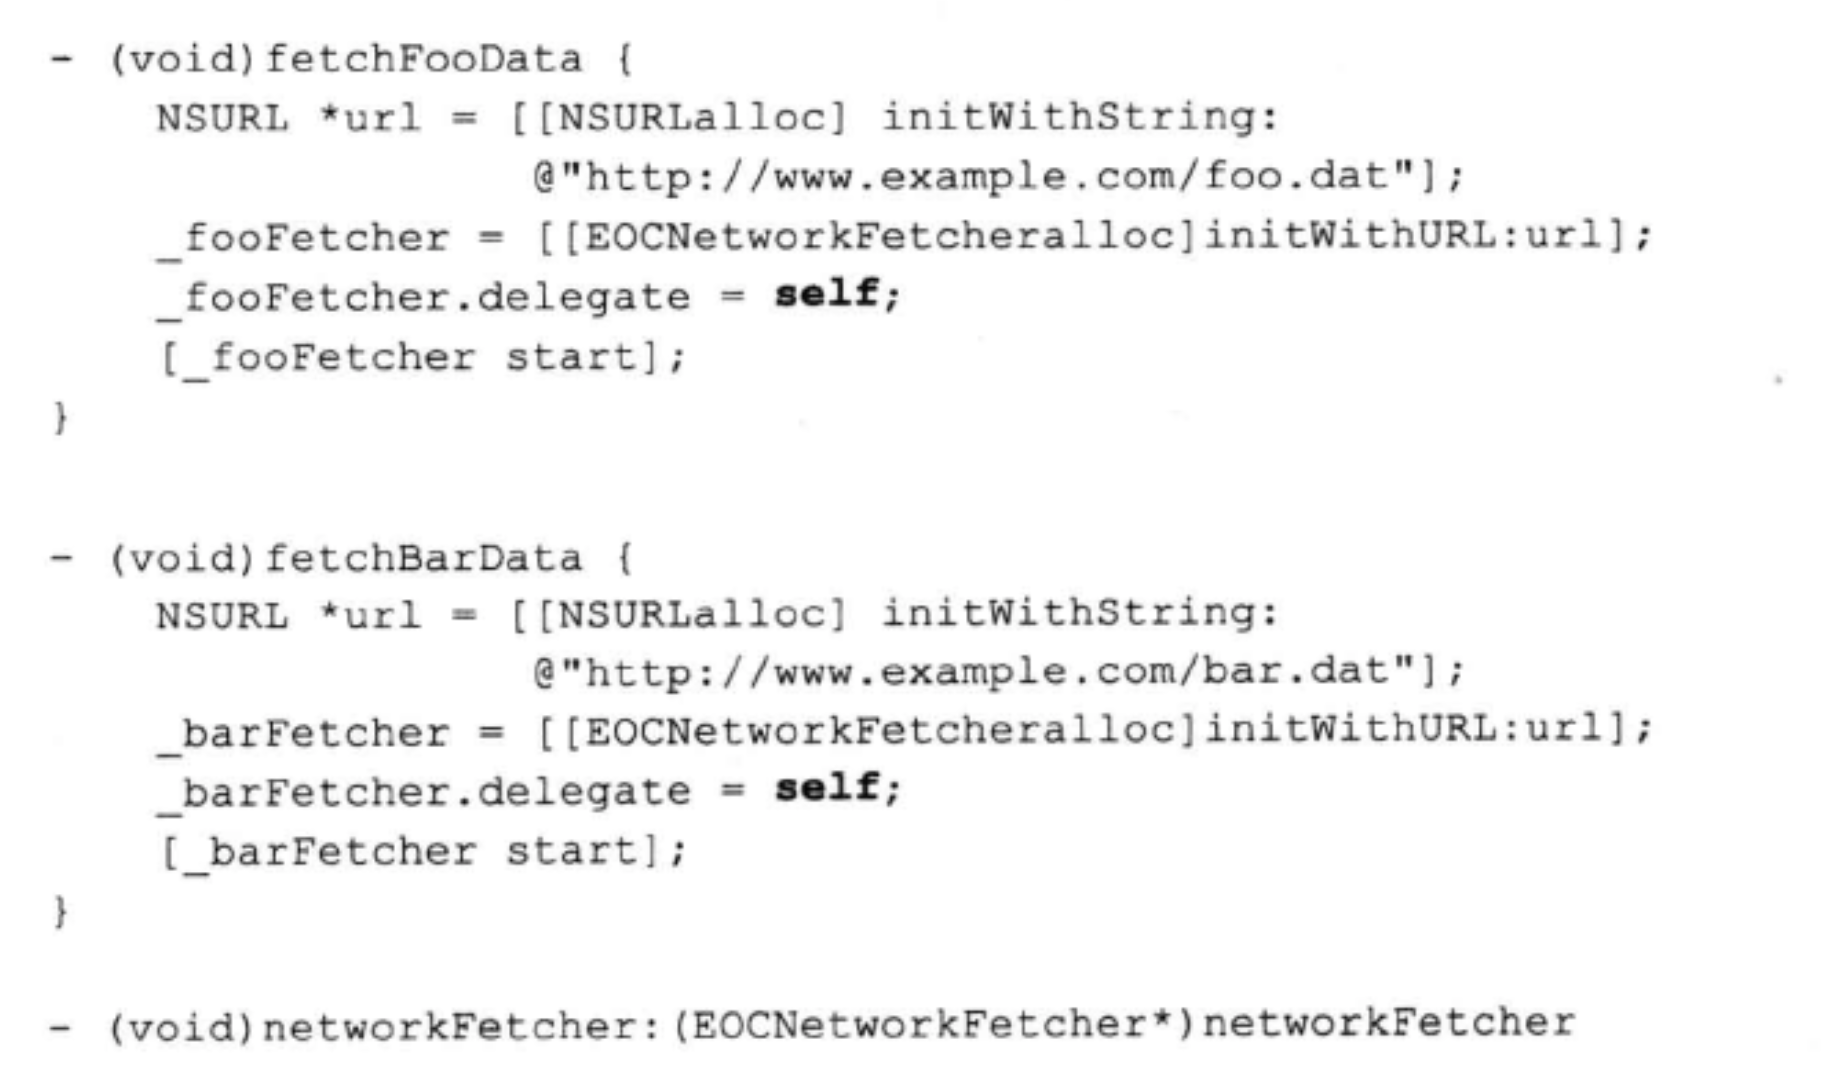 - (void)fetchFooData {
NSURL *url = [[NSURLalloc] initWithString:
@"http://www.example.com/foo.dat"];
_fooFetcher = [[EOCNetworkFetcheralloc]initWithURL:url];
_fooFetcher.delegate = self;
[_fooFetcher start];
}
- (void)fetchBarData {
NSURL *url = [[NSURLalloc] initWithString:
@"http://www.example.com/bar.dat"];
_barFetcher = [[EOCNetworkFetcheralloc]initWithURL:url];
_barFetcher.delegate = self;
[_barFetcher start];
}
- (void)networkFetcher:(EOCNetworkFetcher*)networkFetcher